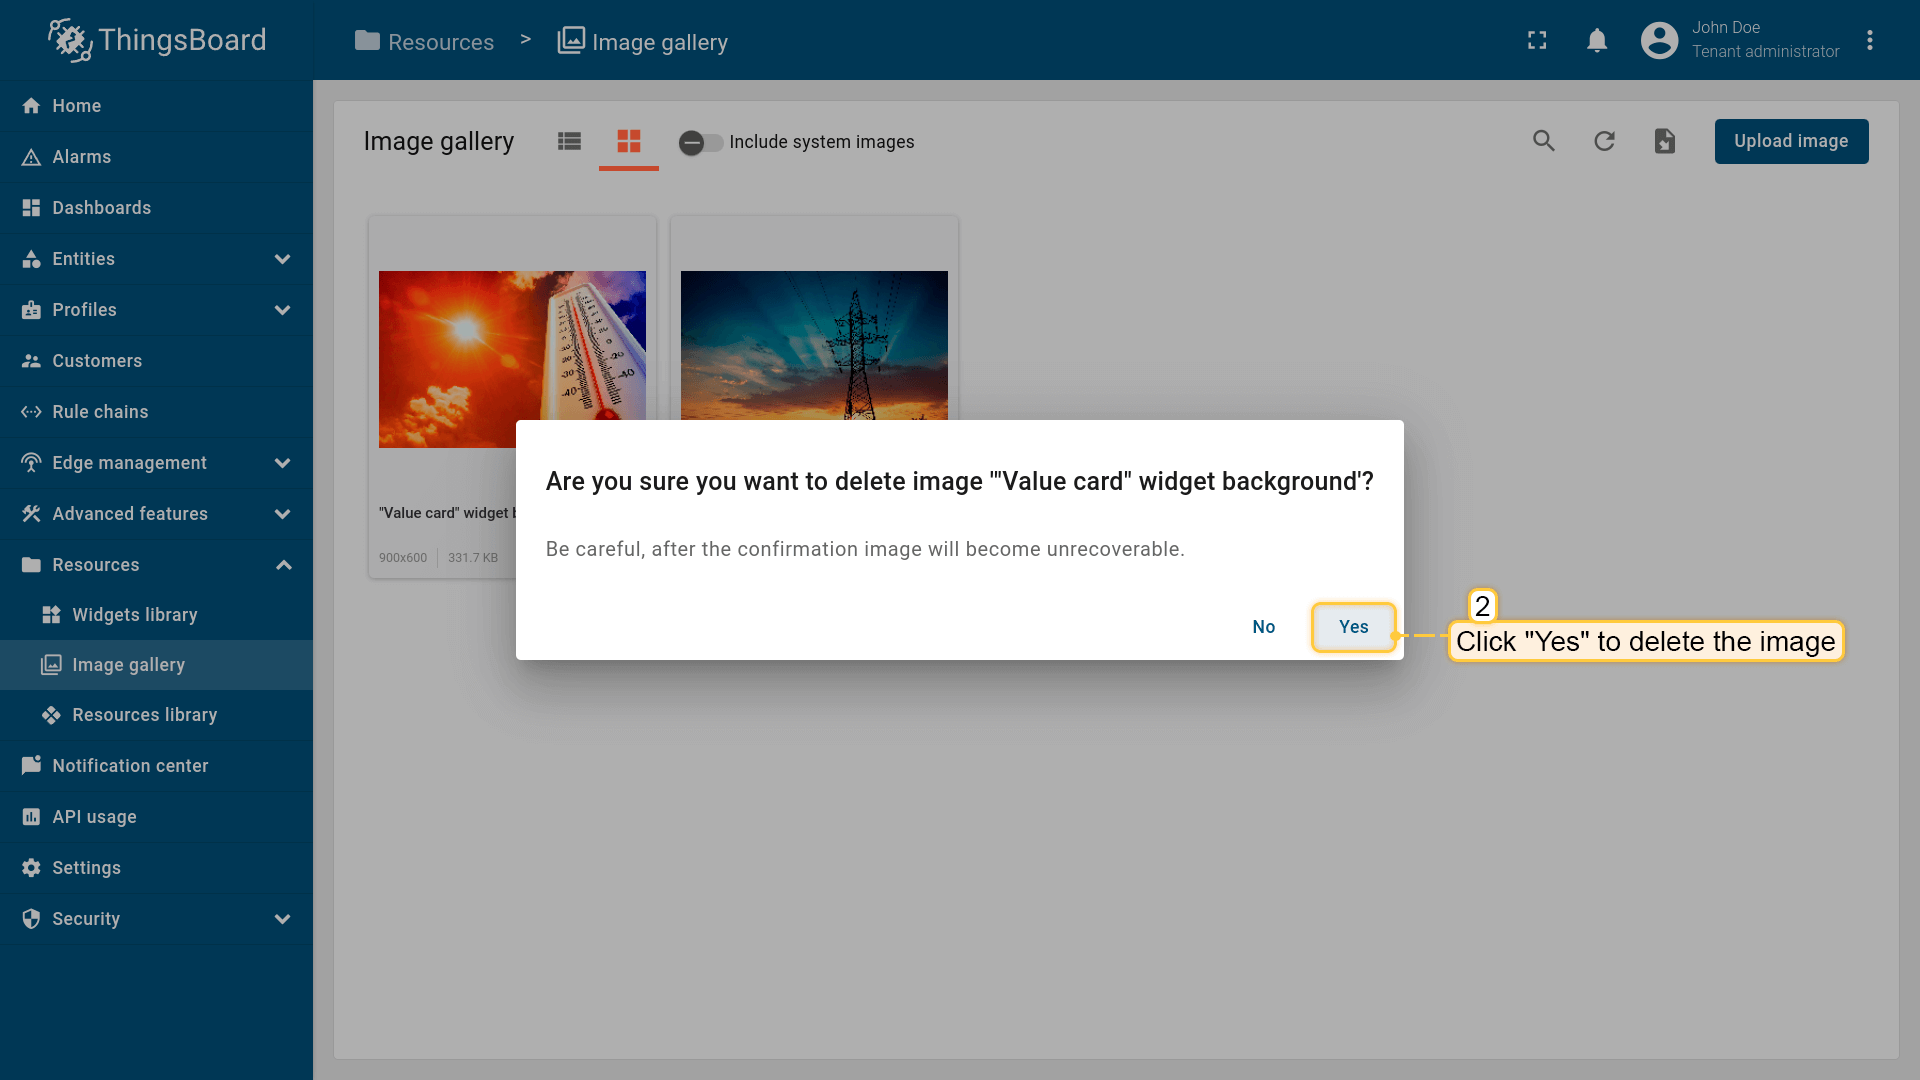 ThingsBoard
Resources > Image gallery
John Doe
Tenant administrator
Home
Alarms
Dashboards
Entities
Profiles
Customers
Rule chains
Edge management
Advanced features
Resources
Widgets library
Image gallery
Resources library
Notification center
API usage
Settings
Security
Image gallery
Include system images
Upload image
"Value card" widget
900x600
331.7 KB
Are you sure you want to delete image '"Value card" widget background'?
Be careful, after the confirmation image will become unrecoverable.
No
Yes
2
Click "Yes" to delete the image